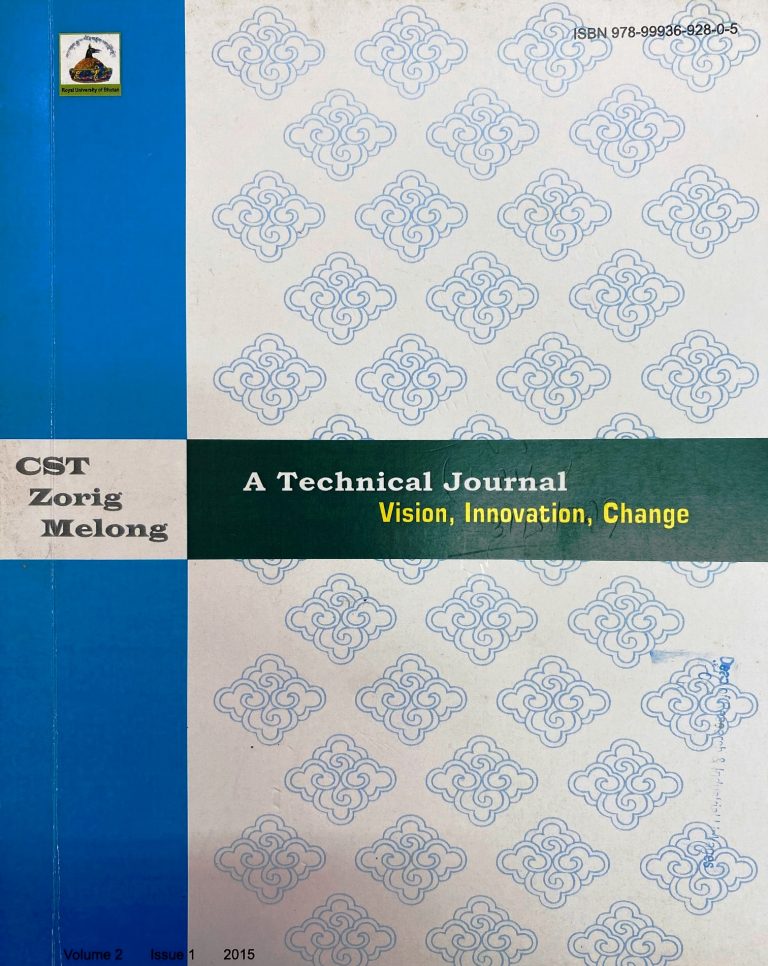 ISBN 978-99936-928-0-5
Royal University of Bhutan
CST
Zorig
Melong
A Technical Journal
Vision, Innovation, Change
Volume 2 Issue 1 2015